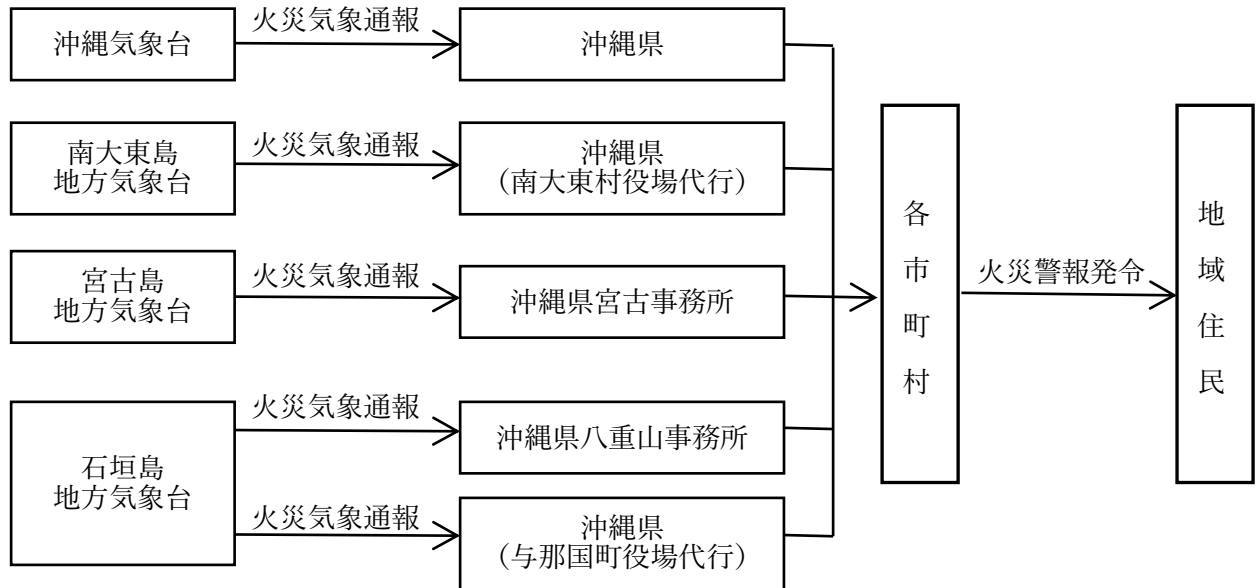 沖縄気象台
火災気象通報
沖縄県
南大東島
地方気象台
火災気象通報
沖縄県
（南大東村役場代行）
宮古島
地方気象台
火災気象通報
沖縄県宮古事務所
石垣島
地方気象台
火災気象通報
沖縄県八重山事務所
火災気象通報
沖縄県
（与那国町役場代行）
各市町村
火災警報発令
地域住民